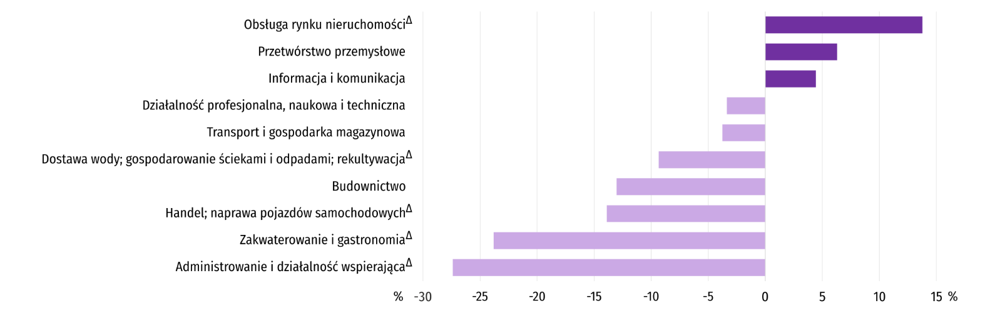 Obsługa rynku nieruchomościΔ
Przetwórstwo przemysłowe
Informacja i komunikacja
Działalność profesjonalna, naukowa i techniczna
Transport i gospodarka magazynowa
Dostawa wody; gospodarowanie ściekami i odpadami; rekultywacjaΔ
Budownictwo
Handel; naprawa pojazdów samochodowychΔ
Zakwaterowanie i gastronomiaΔ
Administrowanie i działalność wspierającaΔ
% -30 -25 -20 -15 -10 -5 0 5 10 15 %